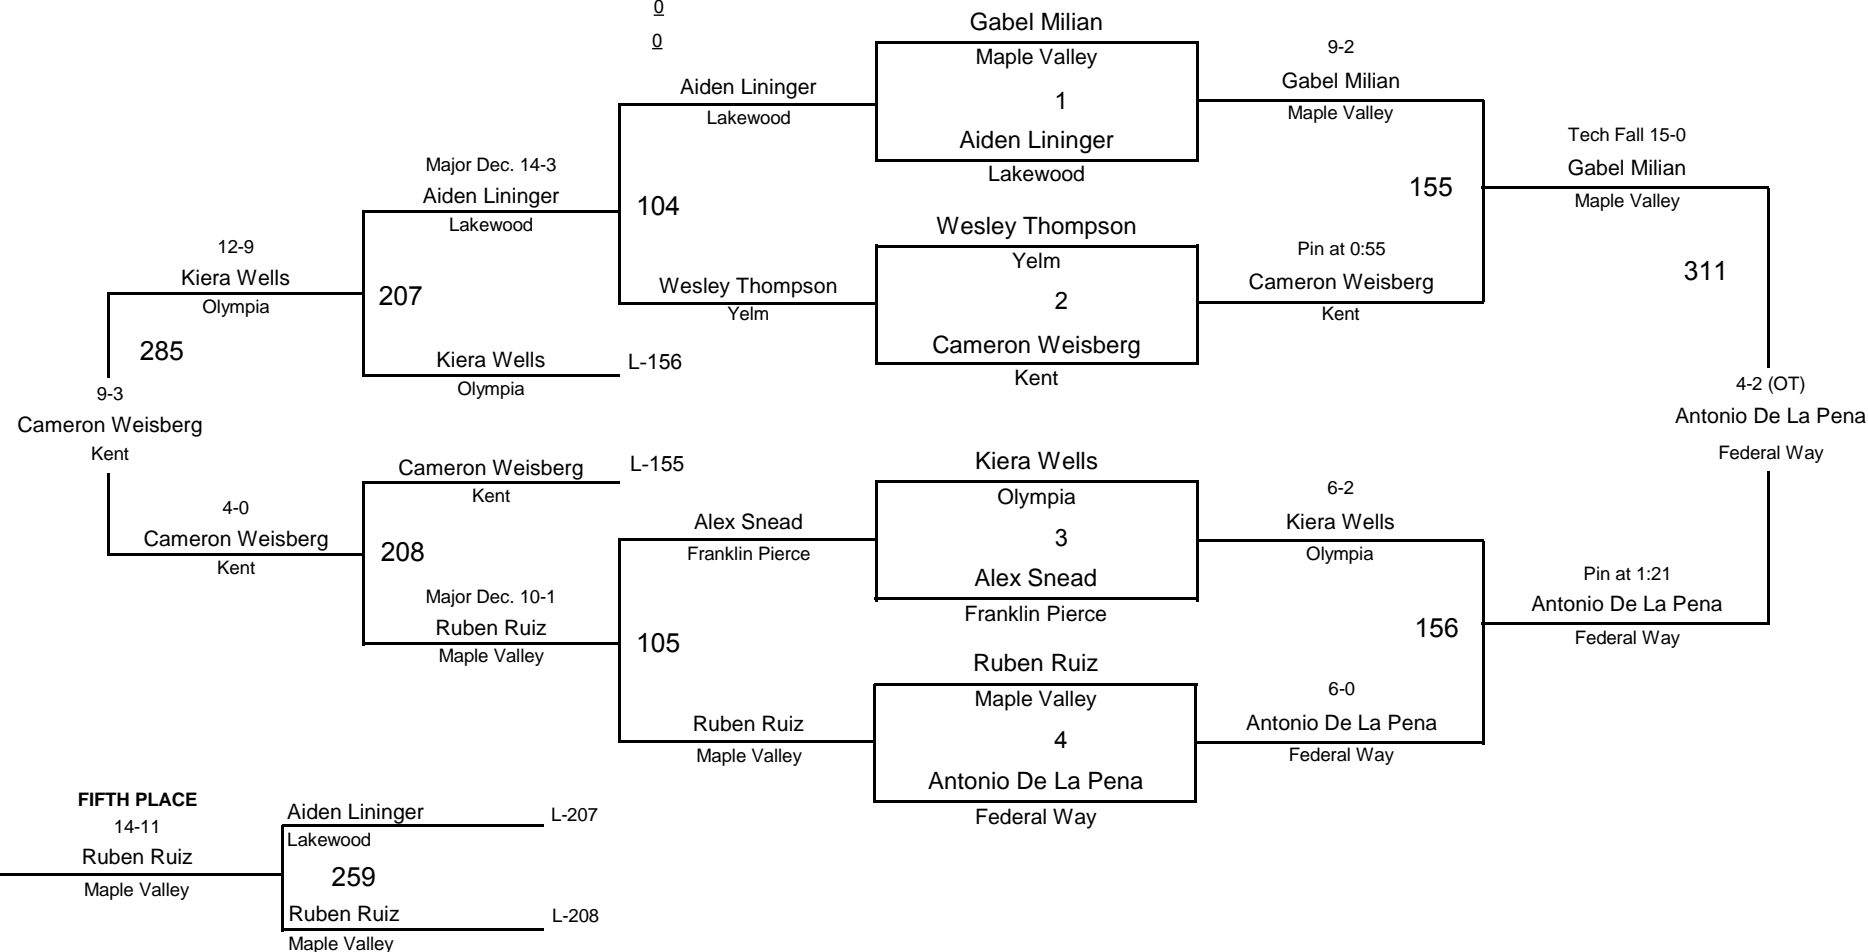 0
0
Gabel Milian
Maple Valley
1
Aiden Lininger
Lakewood
9-2
Gabel Milian
Maple Valley
Aiden Lininger
Lakewood
Tech Fall 15-0
Gabel Milian
Maple Valley
155
Major Dec. 14-3
Aiden Lininger
Lakewood
104
Wesley Thompson
Yelm
2
Cameron Weisberg
Kent
Pin at 0:55
Cameron Weisberg
Kent
311
12-9
Kiera Wells
Olympia
207
Wesley Thompson
Yelm
285
Kiera Wells
Olympia
L-156
9-3
Cameron Weisberg
Kent
4-2 (OT)
Antonio De La Pena
Federal Way
Cameron Weisberg
Kent
L-155
Kiera Wells
Olympia
3
Alex Snead
Franklin Pierce
6-2
Kiera Wells
Olympia
4-0
Cameron Weisberg
Kent
208
Alex Snead
Franklin Pierce
Pin at 1:21
Antonio De La Pena
Federal Way
Major Dec. 10-1
Ruben Ruiz
Maple Valley
105
156
Ruben Ruiz
Maple Valley
4
Antonio De La Pena
Federal Way
6-0
Antonio De La Pena
Federal Way
Ruben Ruiz
Maple Valley
FIFTH PLACE
14-11
Ruben Ruiz
Maple Valley
Aiden Lininger
Lakewood
L-207
259
Ruben Ruiz
Maple Valley
L-208